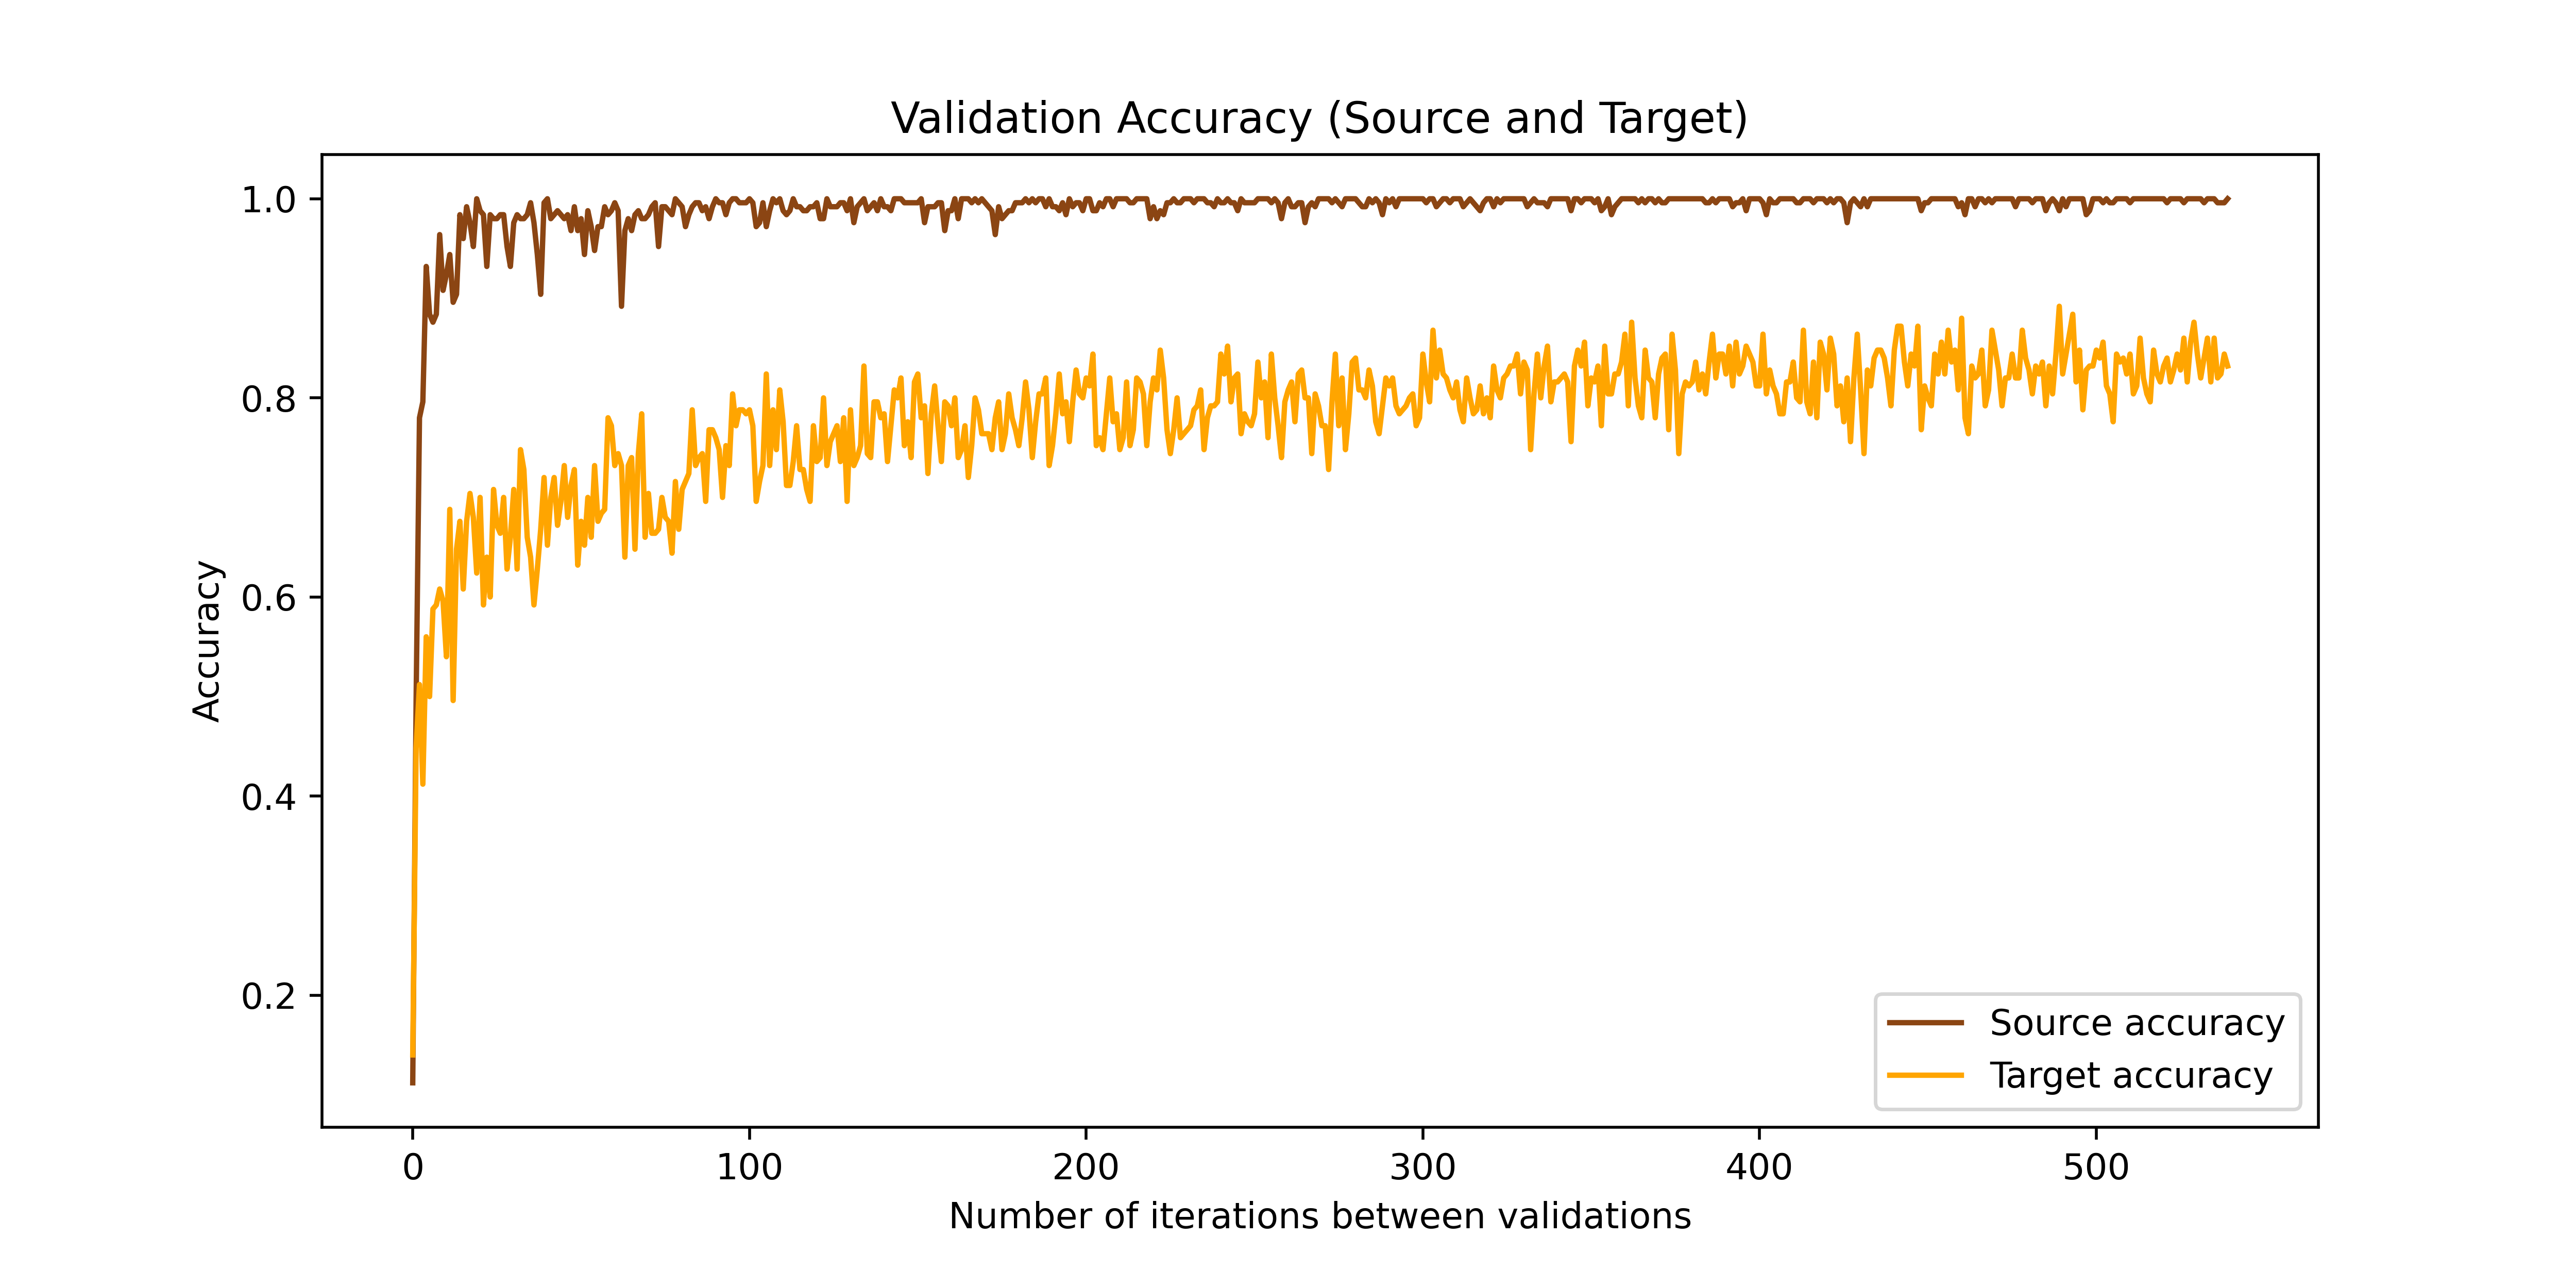 Validation Accuracy (Source and Target)
Accuracy
1.0
0.8
0.6
0.4
0.2
0 100 200 300 400 500
Number of iterations between validations
Source accuracy
Target accuracy